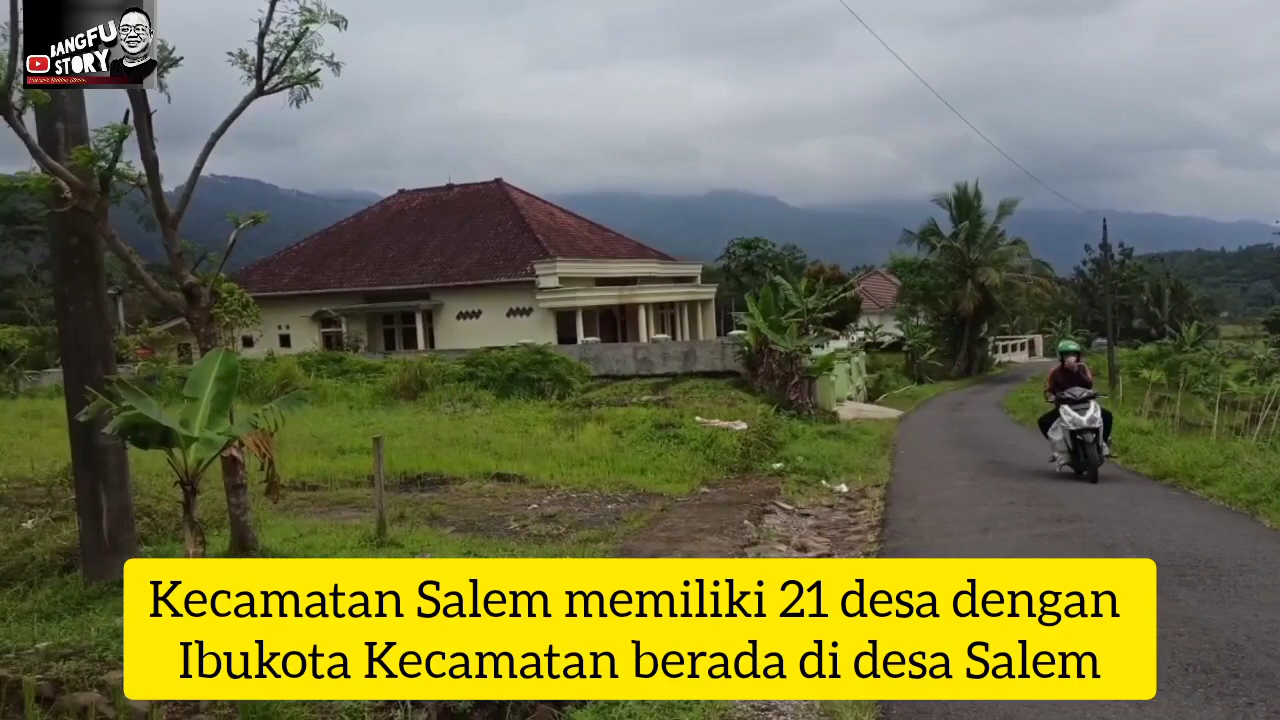 BANGFU
STORY
Kecamatan Salem memiliki 21 desa dengan
Ibukota Kecamatan berada di desa Salem